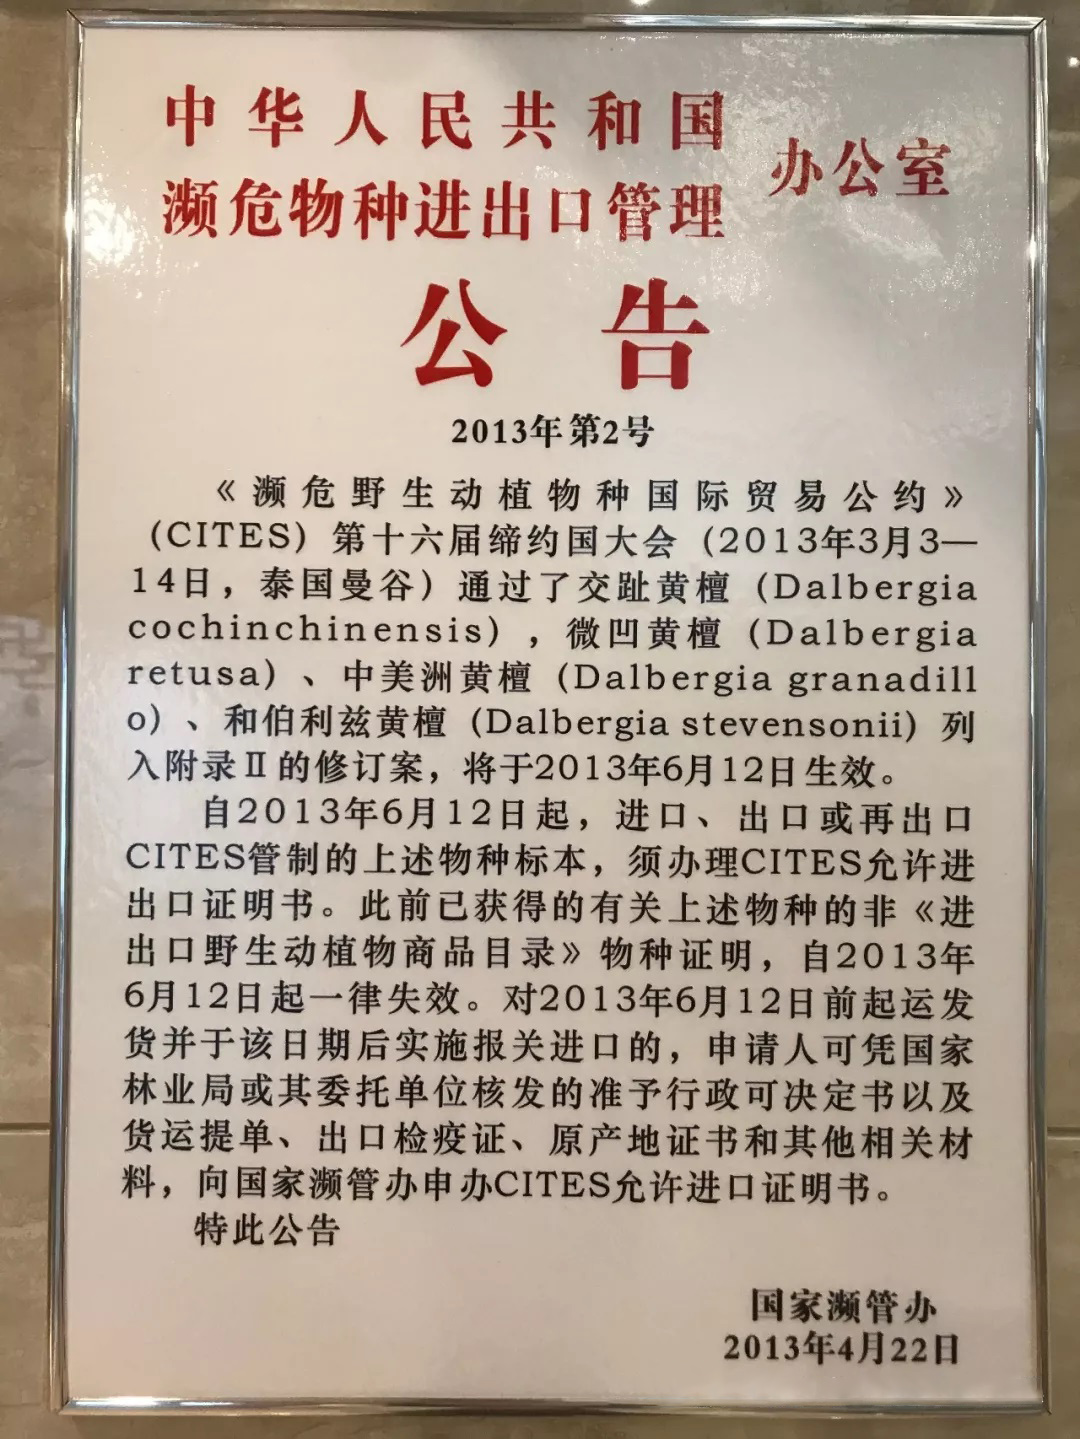 中华人民共和国
濒危物种进出口管理
办公室
公告
2013年第2号
《濒危野生动植物种国际贸易公约》
(CITES) 第十六届缔约国大会 (2013年3月3—
14日，泰国曼谷) 通过了交趾黄檀 (Dalbergia
cochinchinensis) ，微凹黄檀 (Dalbergia
retusa) 、中美洲黄檀 (Dalbergia granadill
o) 、和伯利兹黄檀 (Dalbergia stevensonii) 列
入附录Ⅱ的修订案，将于2013年6月12日生效。
自2013年6月12日起，进口、出口或再出口
CITES管制的上述物种标本，须办理CITES允许进
出口证明书。此前已获得的有关上述物种的非《进
出口野生动植物商品目录》物种证明，自2013年
6月12日起一律失效。对2013年6月12日前起运发
货并于该日期后实施报关进口的，申请人可凭国家
林业局或其委托单位核发的准予行政可决定书以及
货运提单、出口检疫证、原产地证书和其他相关材
料，向国家濒管办申办CITES允许进口证明书。
特此公告
国家濒管办
2013年4月22日